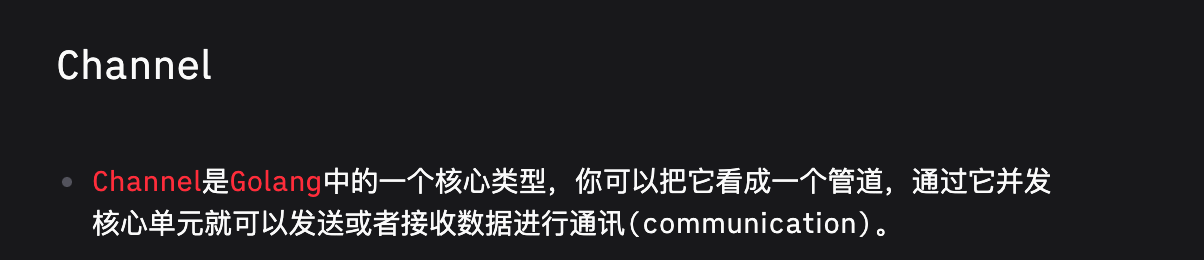 Channel
Channel是Golang中的一个核心类型，你可以把它看成一个管道，通过它并发
核心单元就可以发送或者接收数据进行通讯(communication)。